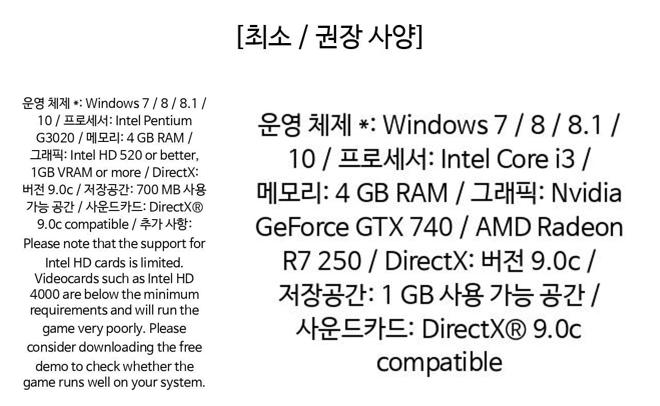 [최소 / 권장 사양]
운영 체제 *: Windows 7 / 8 / 8.1 /
10 / 프로세서: Intel Pentium
G3020 / 메모리: 4 GB RAM /
그래픽: Intel HD 520 or better,
1GB VRAM or more / DirectX:
버전 9.0c / 저장공간: 700 MB 사용
가능 공간 / 사운드카드: DirectX®
9.0c compatible / 추가 사항:
Please note that the support for
Intel HD cards is limited.
Videocards such as Intel HD
4000 are below the minimum
requirements and will run the
game very poorly. Please
consider downloading the free
demo to check whether the
game runs well on your system.
운영 체제 *: Windows 7 / 8 / 8.1 /
10 / 프로세서: Intel Core i3 /
메모리: 4 GB RAM / 그래픽: Nvidia
GeForce GTX 740 / AMD Radeon
R7 250 / DirectX: 버전 9.0c /
저장공간: 1 GB 사용 가능 공간 /
사운드카드: DirectX® 9.0c
compatible